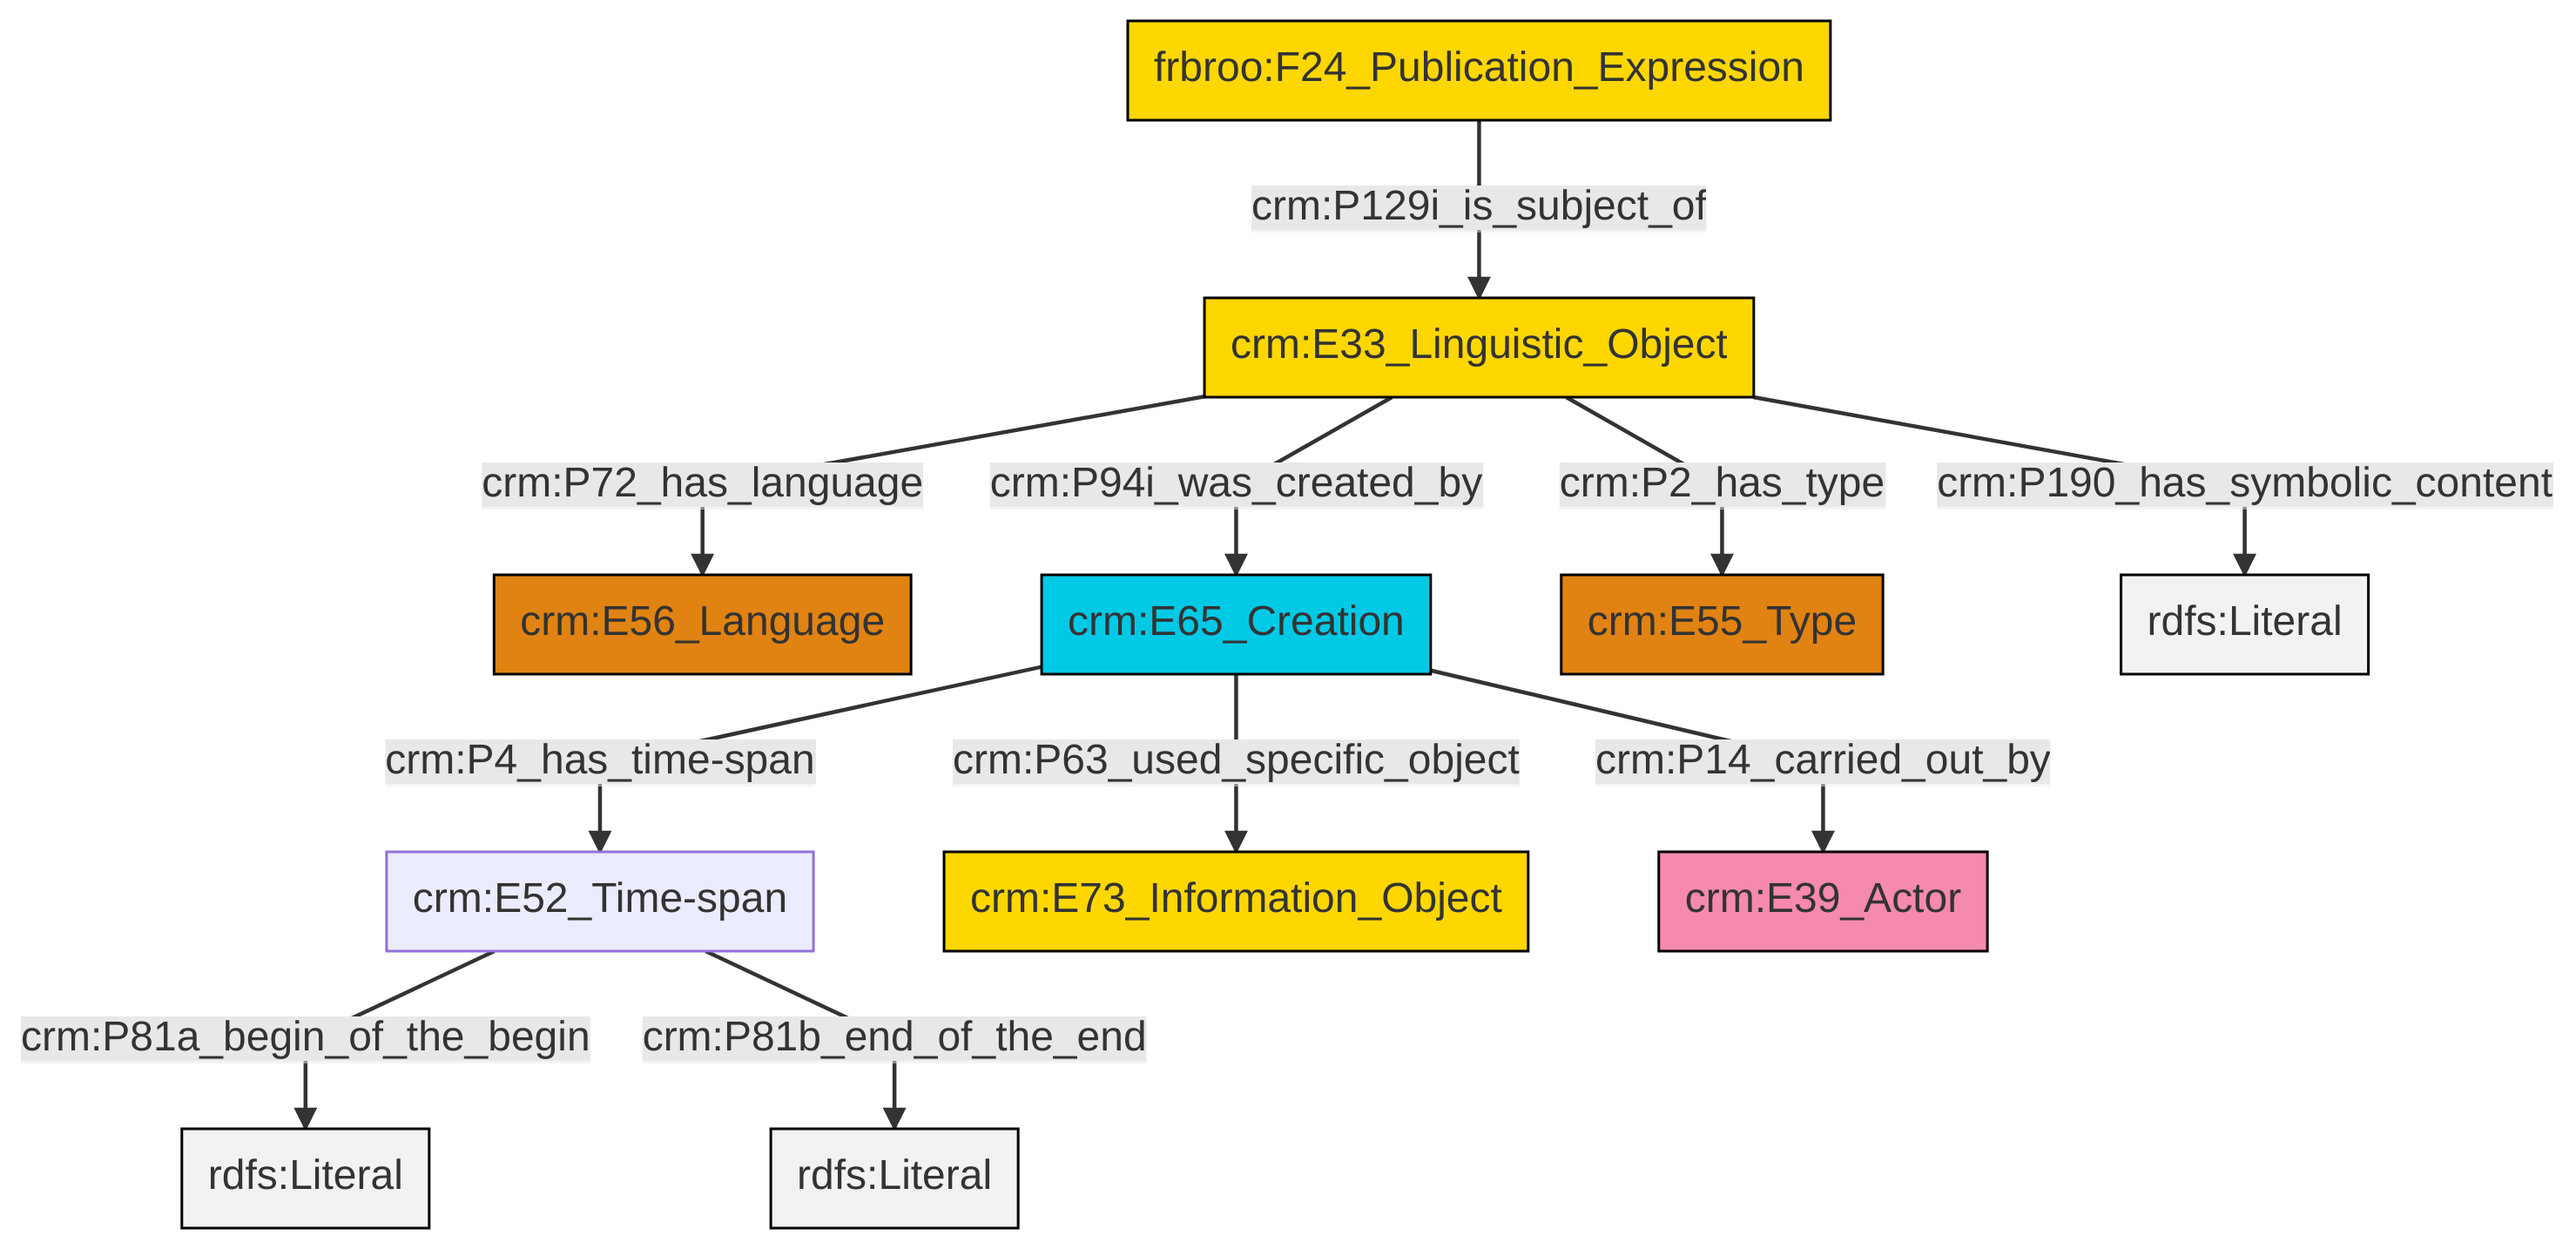 frbroo:F24_Publication_Expression
crm:P129i_is_subject_of
crm:E33_Linguistic_Object
crm:P72_has_language
crm:P94i_was_created_by
crm:P2_has_type
crm:P190_has_symbolic_content
crm:E56_Language
crm:E65_Creation
crm:E55_Type
rdfs:Literal
crm:P4_has_time-span
crm:P63_used_specific_object
crm:P14_carried_out_by
crm:E52_Time-span
crm:E73_Information_Object
crm:E39_Actor
crm:P81a_begin_of_the_begin
crm:P81b_end_of_the_end
rdfs:Literal
rdfs:Literal